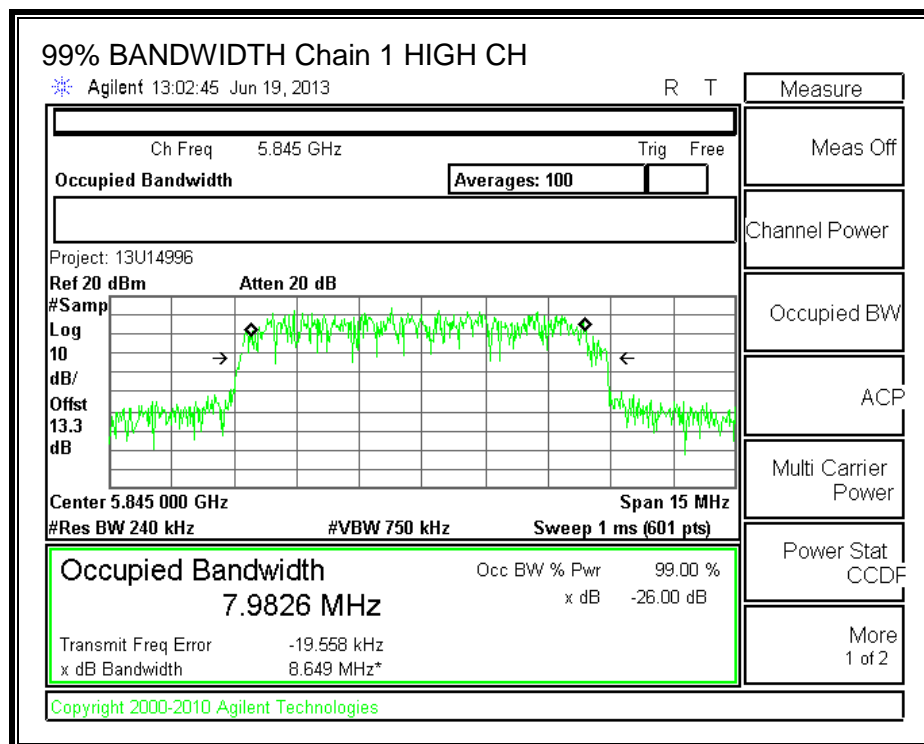 99% BANDWIDTH Chain 1 HIGH CH
Agilent 13:02:45 Jun 19, 2013 R T
Measure
Ch Freq 5.845 GHz Trig Free
Occupied Bandwidth Averages: 100
Project: 13U14996
Ref 20 dBm Atten 20 dB
#Samp
Log
10
dB/
Offst
13.3
dB
Center 5.845 000 GHz Span 15 MHz
#Res BW 240 kHz #VBW 750 kHz Sweep 1 ms (601 pts)
Occupied Bandwidth Occ BW % Pwr 99.00 %
7.9826 MHz x dB -26.00 dB
Transmit Freq Error -19.558 kHz
x dB Bandwidth 8.649 MHz*
Copyright 2000-2010 Agilent Technologies
Meas Off
Channel Power
Occupied BW
ACP
Multi Carrier
Power
Power Stat
CCDF
More
1 of 2